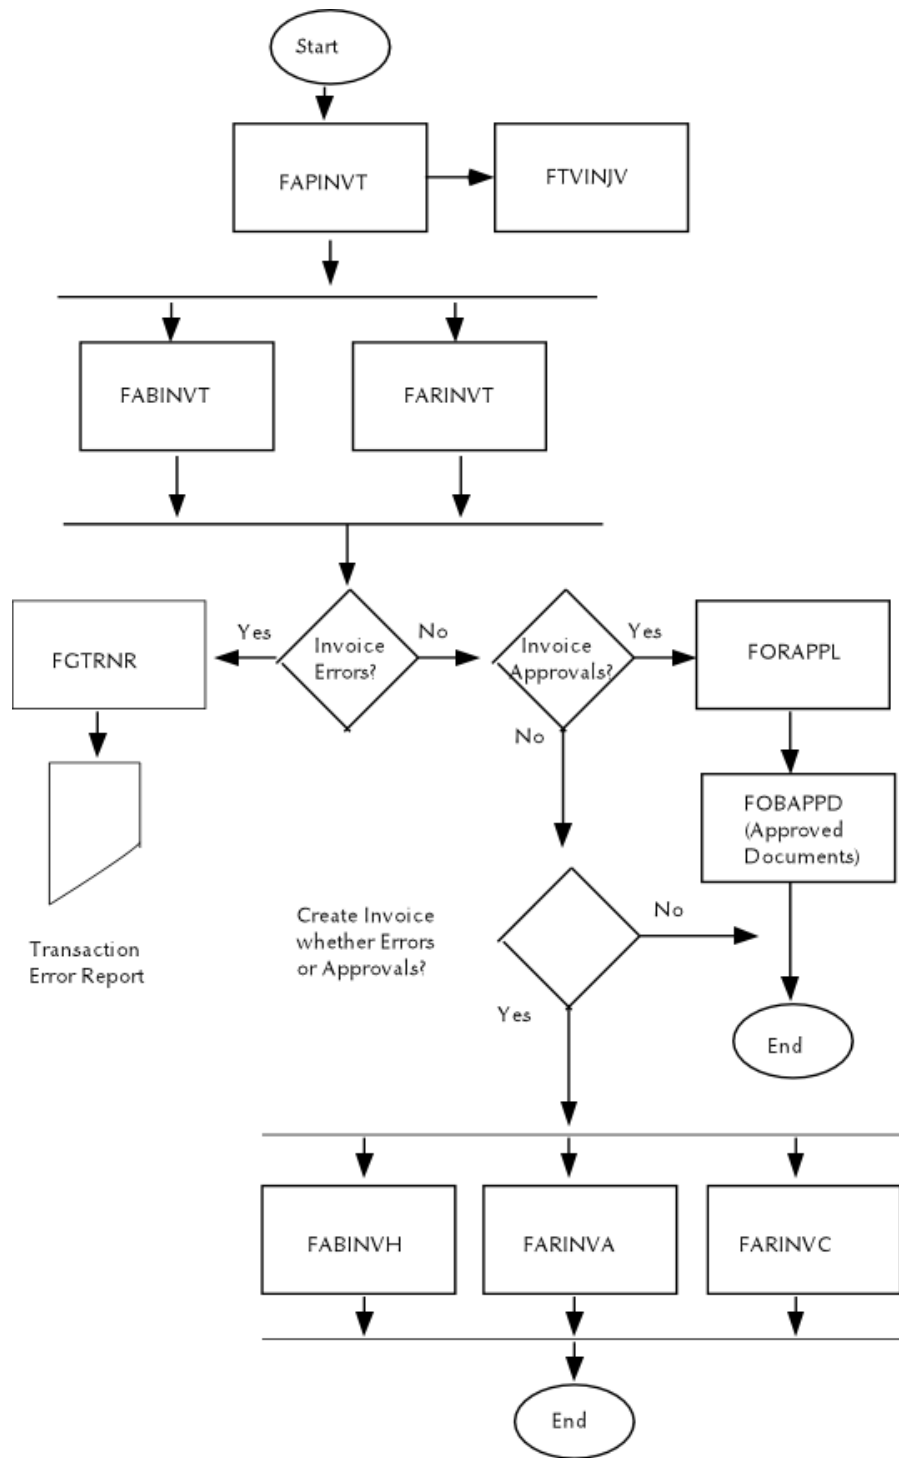 Start
FAPINVT
FTVINJV
FABINVT
FARINVT
Yes
Invoice
Errors?
No
Invoice
Approvals?
Yes
FGTRNR
FORAPPL
No
FOBAPPD
(Approved
Documents)
Create Invoice
whether Errors
or Approvals?
No
Transaction
Error Report
Yes
End
FABINVH
FARINVA
FARINVC
End